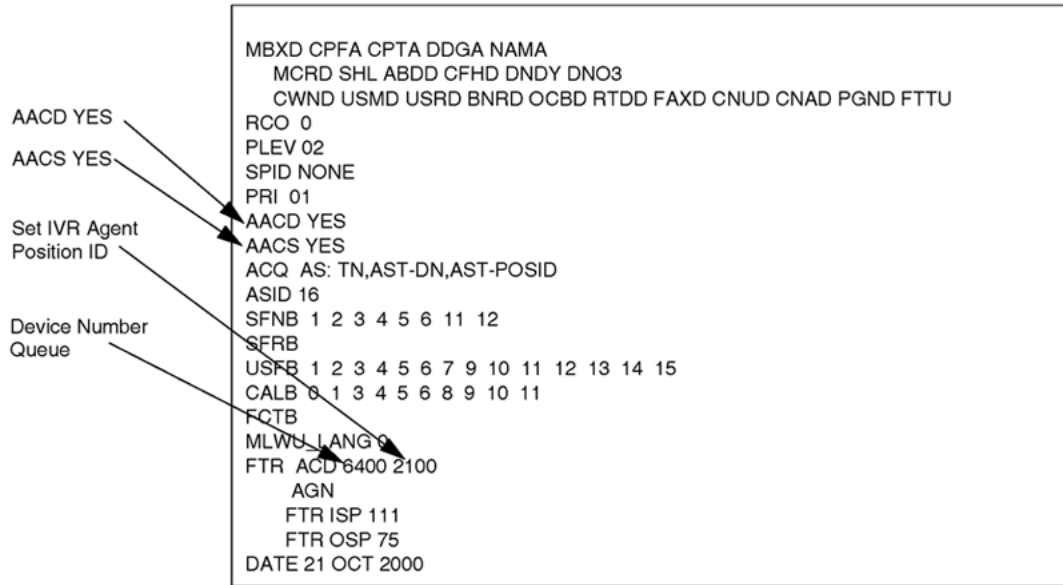 AACD YES
AACS YES
Set IVR Agent
Position ID
Device Number
Queue
MBXD CPFA CPTA DDGA NAMA
MCRD SHL ABDD CFHD DNDY DNO3
CWND USMD USRD BNRD OCBD RTDD FAXD CNUD CNAD PGND FTTU
RCO 0
PLEV 02
SPID NONE
PRI 01
AACD YES
AACS YES
ACQ AS: TN,AST-DN,AST-POSID
ASID 16
SFNB 1 2 3 4 5 6 11 12
SFRB
USFB 1 2 3 4 5 6 7 9 10 11 12 13 14 15
CALB 0 1 3 4 5 6 8 9 10 11
FCTB
MLWU_LANG 0
FTR ACD 6400 2100
AGN
FTR ISP 111
FTR OSP 75
DATE 21 OCT 2000